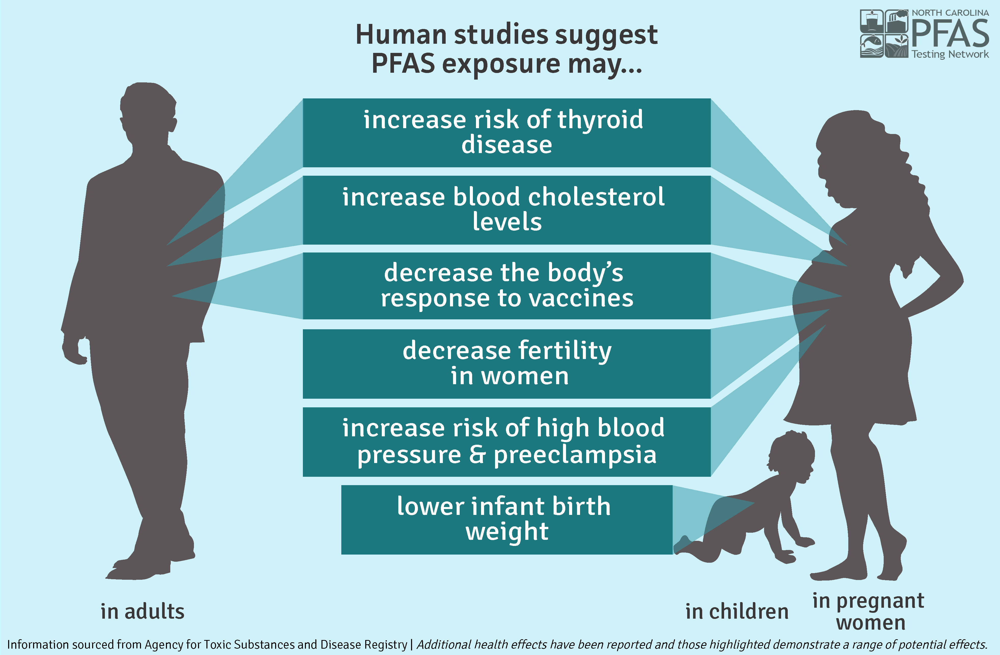 Human studies suggest
PFAS exposure may...
NORTH CAROLINA
PFAS
Testing Network
increase risk of thyroid
disease
increase blood cholesterol
levels
decrease the body’s
response to vaccines
decrease fertility
in women
increase risk of high blood
pressure & preeclampsia
lower infant birth
weight
in adults
in children
in pregnant
women
Information sourced from Agency for Toxic Substances and Disease Registry | Additional health effects have been reported and those highlighted demonstrate a range of potential effects.